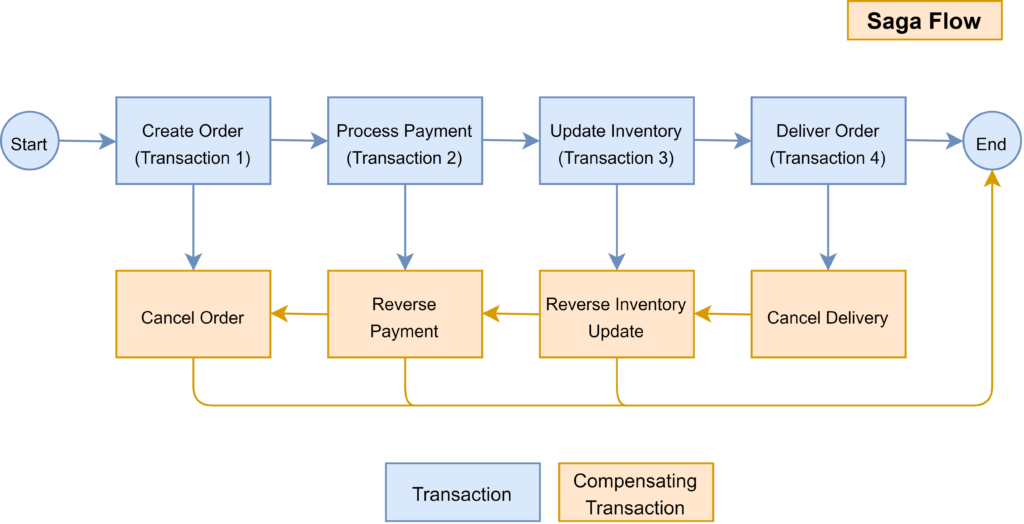 Saga Flow
Start
Create Order
(Transaction 1)
Process Payment
(Transaction 2)
Update Inventory
(Transaction 3)
Deliver Order
(Transaction 4)
End
Cancel Order
Reverse
Payment
Reverse Inventory
Update
Cancel Delivery
Transaction
Compensating
Transaction